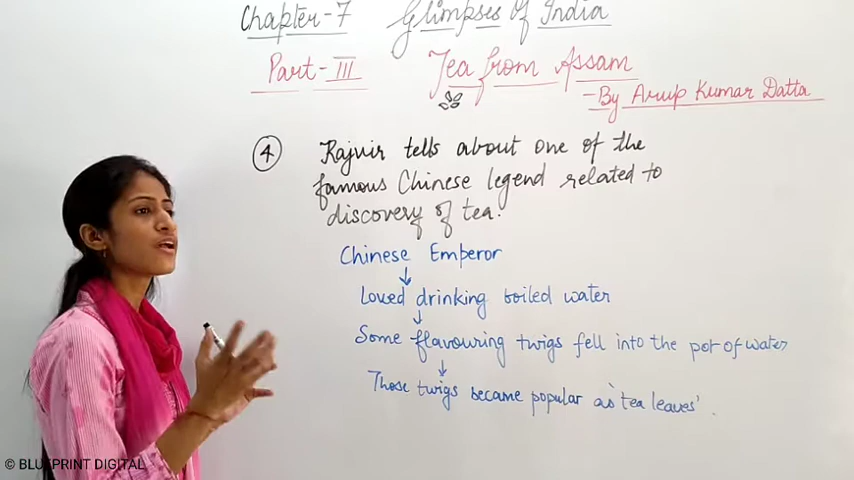 Chapter-7 Glimpses of India
Part-III Tea from Assam
-By Arup Kumar Datta
4 Rajvir tells about one of the
famous Chinese legend related to
discovery of tea.
Chinese Emperor
Loved drinking boiled water
Some flavouring twigs fell into the pot of water
Those twigs became popular as 'tea leaves'.
© BLUEPRINT DIGITAL